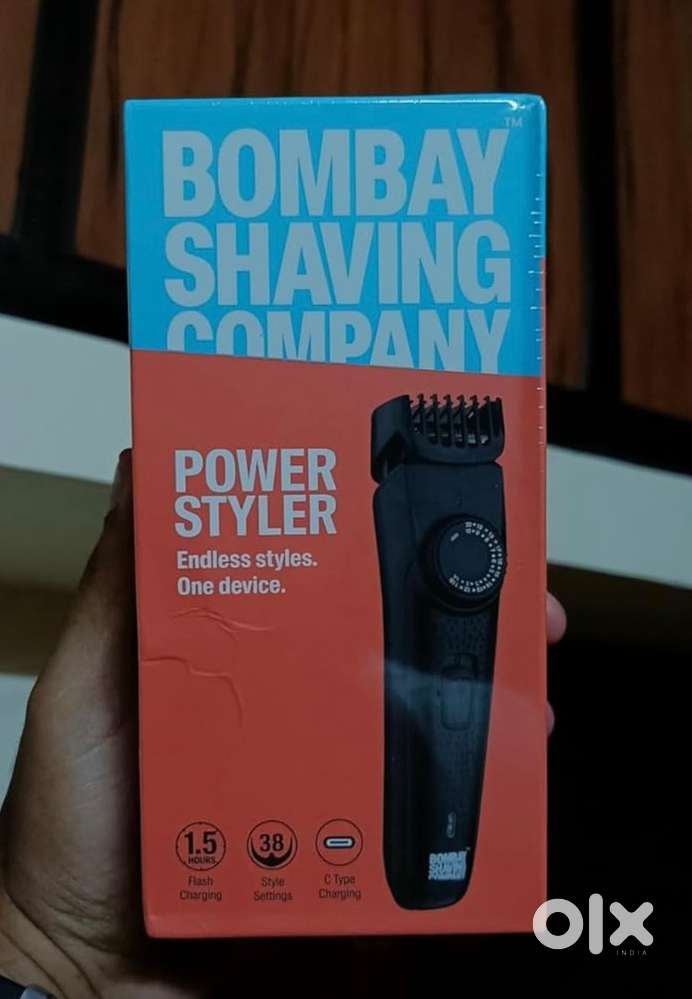 BOMBAY™
SHAVING
COMPANY
POWER
STYLER
Endless styles.
One device.
1.5
HOURS
Flash
Charging
38
Style
Settings
C Type
Charging
BOMBAY
SHAVING
COMPANY
olx
INDIA